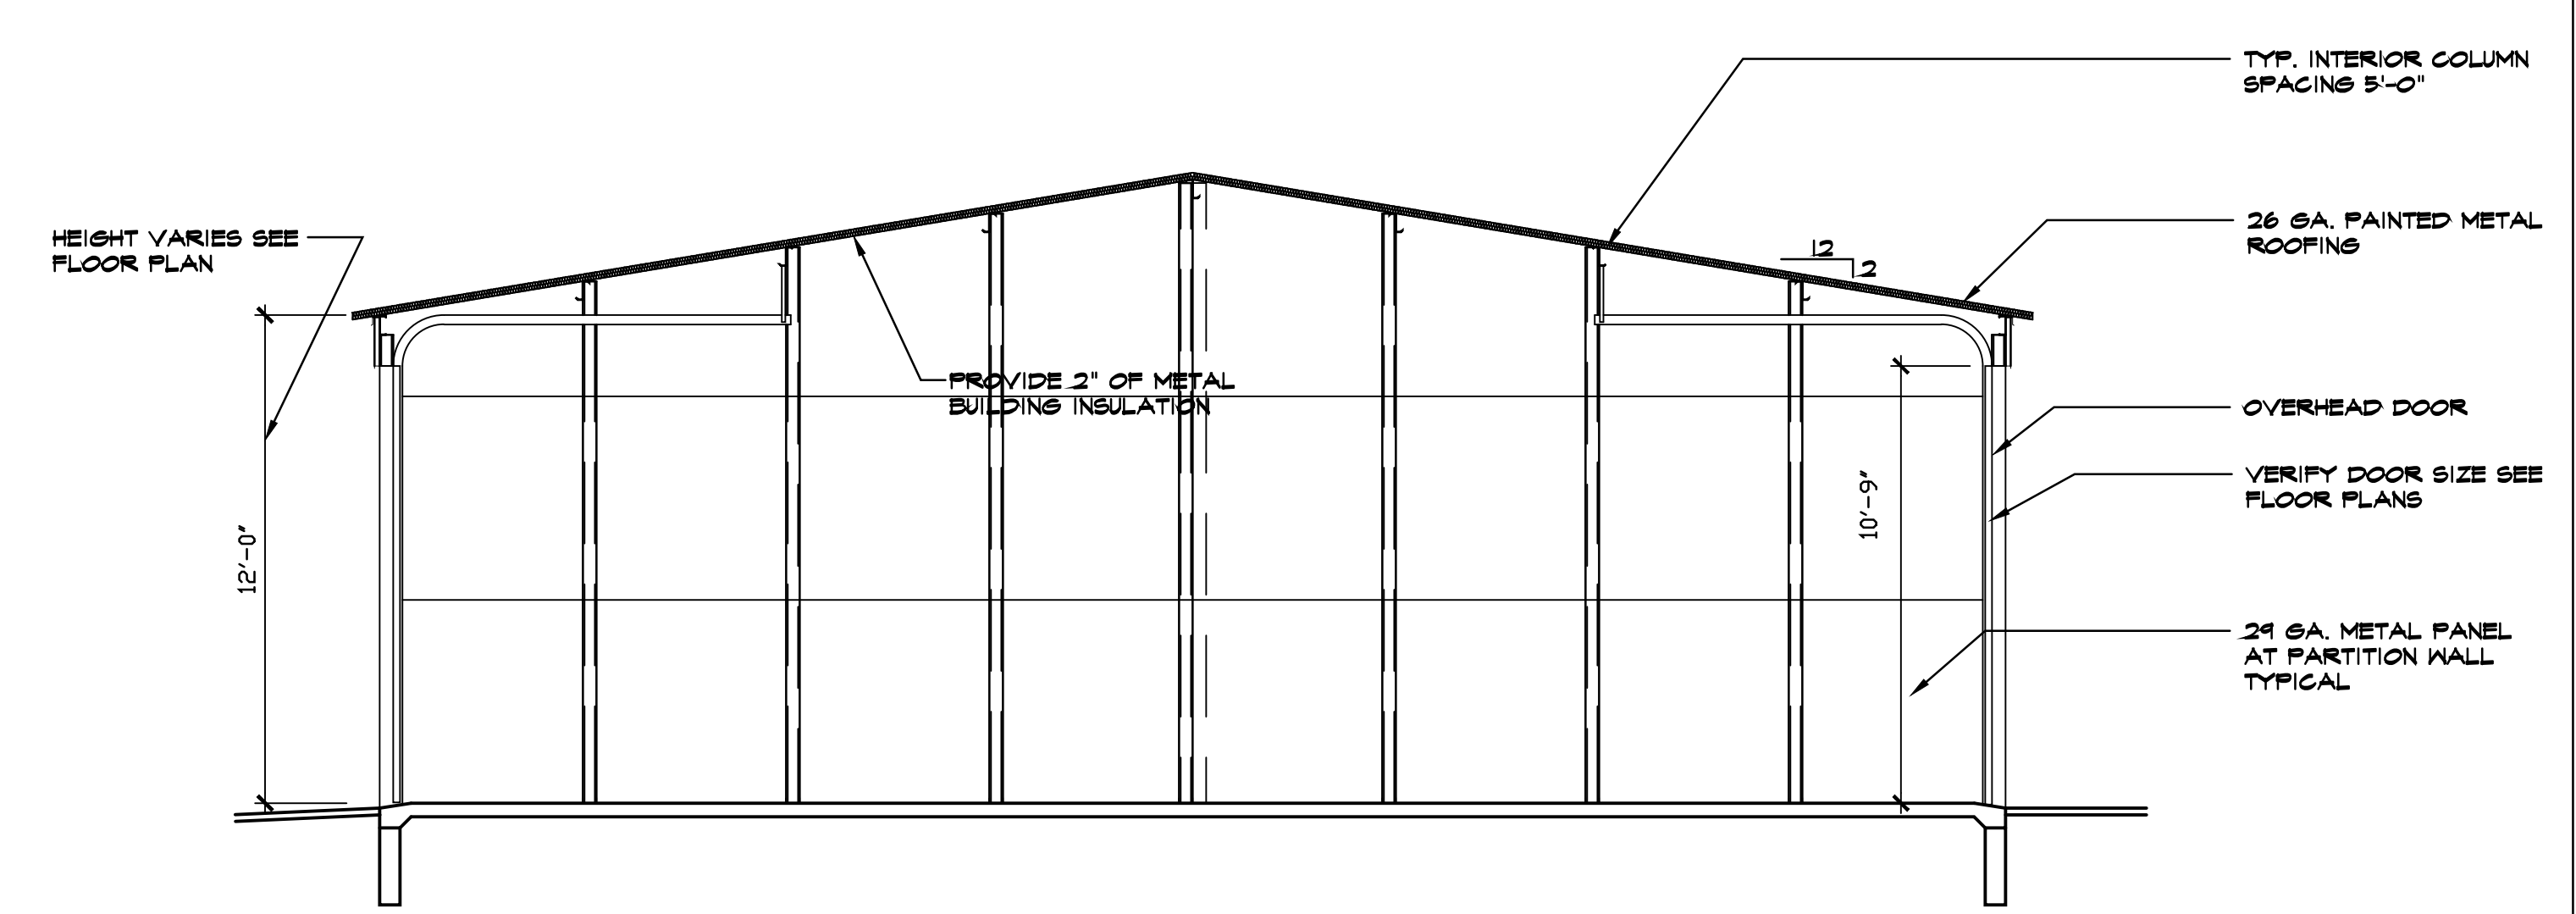 TYP. INTERIOR COLUMN
SPACING 5'-0"
HEIGHT VARIES SEE
FLOOR PLAN
26 GA. PAINTED METAL
ROOFING
12
2
PROVIDE 2" OF METAL
BUILDING INSULATION
OVERHEAD DOOR
VERIFY DOOR SIZE SEE
FLOOR PLANS
12'-0"
10'-9"
29 GA. METAL PANEL
AT PARTITION WALL
TYPICAL